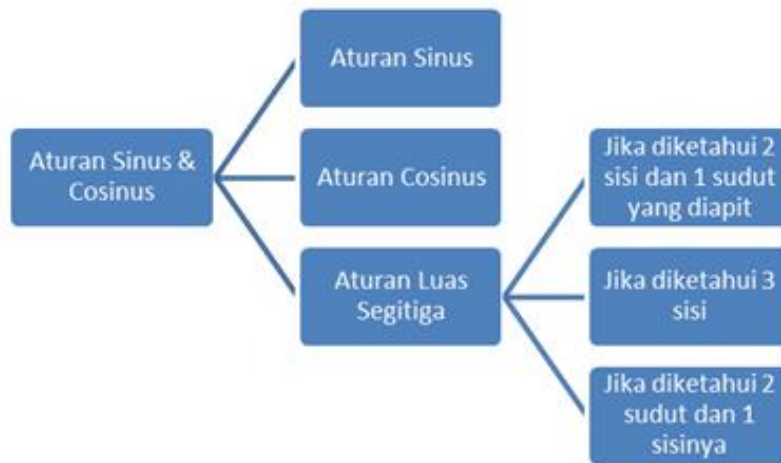 Aturan Sinus &
Cosinus
Aturan Sinus
Aturan Cosinus
Aturan Luas
Segitiga
Jika diketahui 2
sisi dan 1 sudut
yang diapit
Jika diketahui 3
sisi
Jika diketahui 2
sudut dan 1
sisinya